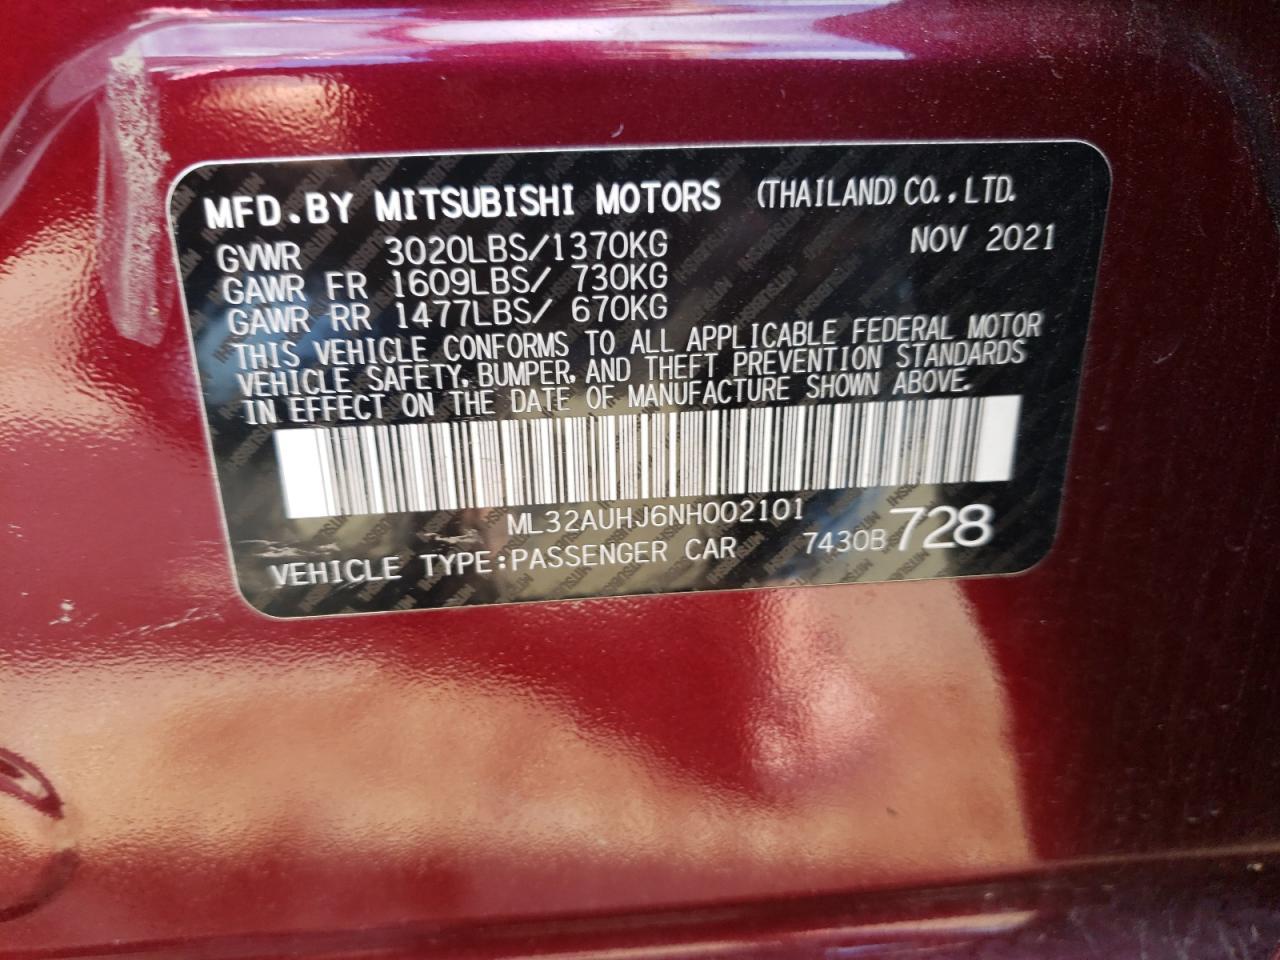 MFD.BY MITSUBISHI MOTORS (THAILAND) CO., LTD.
GVWR 3020LBS/1370KG NOV 2021
GAWR FR 1609LBS/ 730KG
GAWR RR 1477LBS/ 670KG
THIS VEHICLE CONFORMS TO ALL APPLICABLE FEDERAL MOTOR
VEHICLE SAFETY, BUMPER, AND THEFT PREVENTION STANDARDS
IN EFFECT ON THE DATE OF MANUFACTURE SHOWN ABOVE.
ML32AUHJ6NH002101
VEHICLE TYPE:PASSENGER CAR 7430B 728